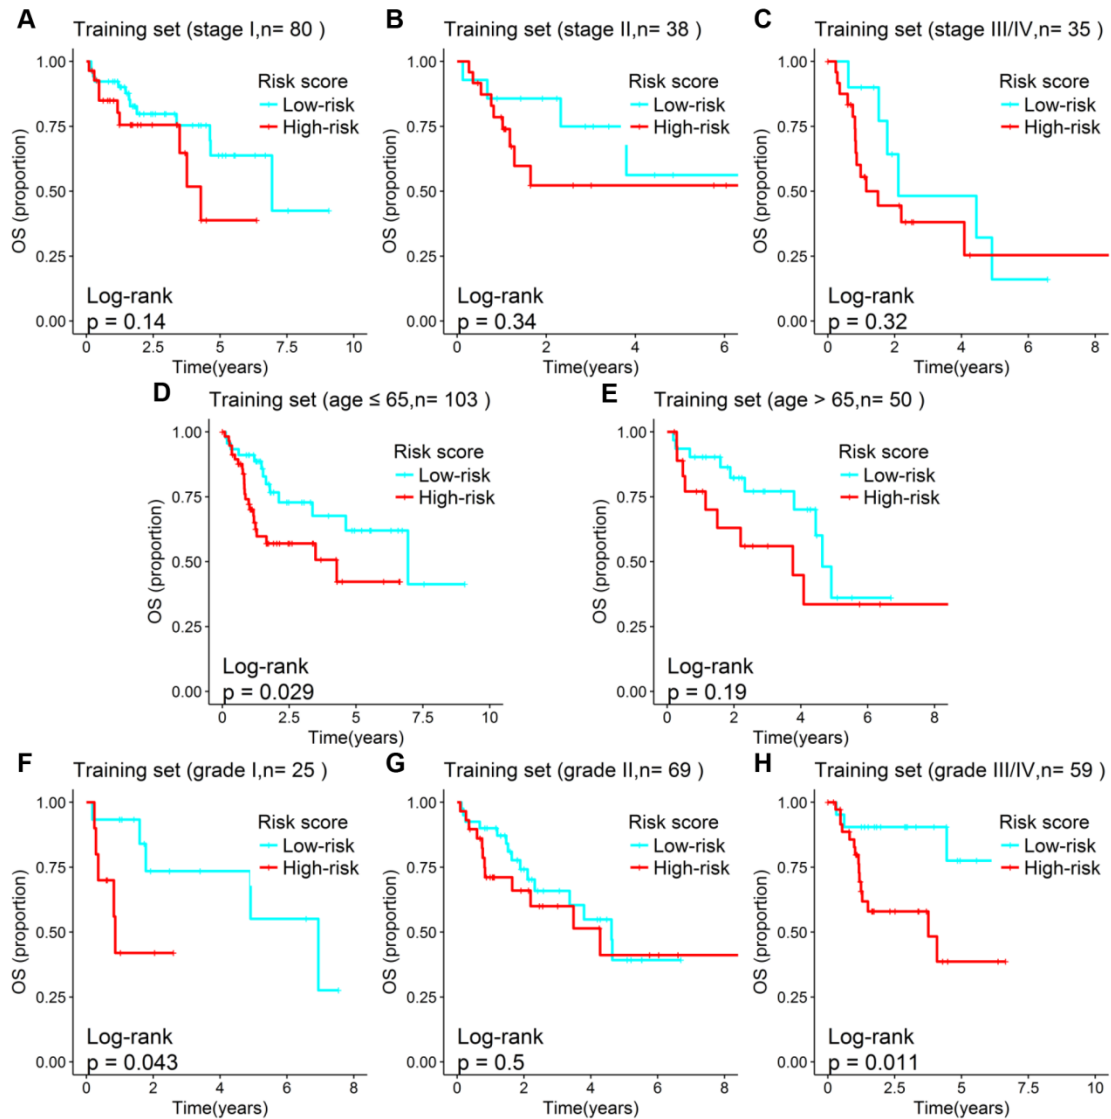 A
Training set (stage I,n= 80 )
Risk score
Low-risk
High-risk
OS (proportion)
1.00
0.75
0.50
0.25
0.00
Log-rank
p = 0.14
0 2.5 5.0 7.5 10
Time(years)
B
Training set (stage II,n= 38 )
Risk score
Low-risk
High-risk
OS (proportion)
1.00
0.75
0.50
0.25
0.00
Log-rank
p = 0.34
0 2 4 6
Time(years)
C
Training set (stage III/IV,n= 35 )
Risk score
Low-risk
High-risk
OS (proportion)
1.00
0.75
0.50
0.25
0.00
Log-rank
p = 0.32
0 2 4 6 8
Time(years)
D
Training set (age ≤ 65,n= 103 )
Risk score
Low-risk
High-risk
OS (proportion)
1.00
0.75
0.50
0.25
0.00
Log-rank
p = 0.029
0 2.5 5.0 7.5 10
Time(years)
E
Training set (age > 65,n= 50 )
Risk score
Low-risk
High-risk
OS (proportion)
1.00
0.75
0.50
0.25
0.00
Log-rank
p = 0.19
0 2 4 6 8
Time(years)
F
Training set (grade I,n= 25 )
Risk score
Low-risk
High-risk
OS (proportion)
1.00
0.75
0.50
0.25
0.00
Log-rank
p = 0.043
0 2 4 6 8
Time(years)
G
Training set (grade II,n= 69 )
Risk score
Low-risk
High-risk
OS (proportion)
1.00
0.75
0.50
0.25
0.00
Log-rank
p = 0.5
0 2 4 6 8
Time(years)
H
Training set (grade III/IV,n= 59 )
Risk score
Low-risk
High-risk
OS (proportion)
1.00
0.75
0.50
0.25
0.00
Log-rank
p = 0.011
0 2.5 5 7.5 10
Time(years)